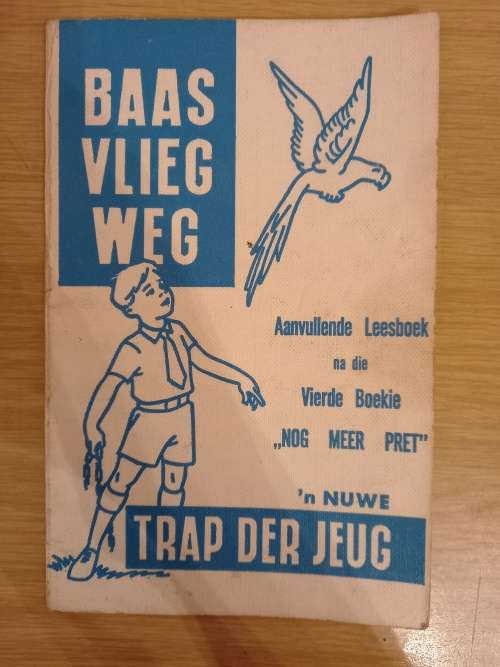 BAAS
VLIEG
WEG
Aanvullende Leesboek
na die
Vierde Boekie
„NOG MEER PRET”
'n NUWE
TRAP DER JEUG